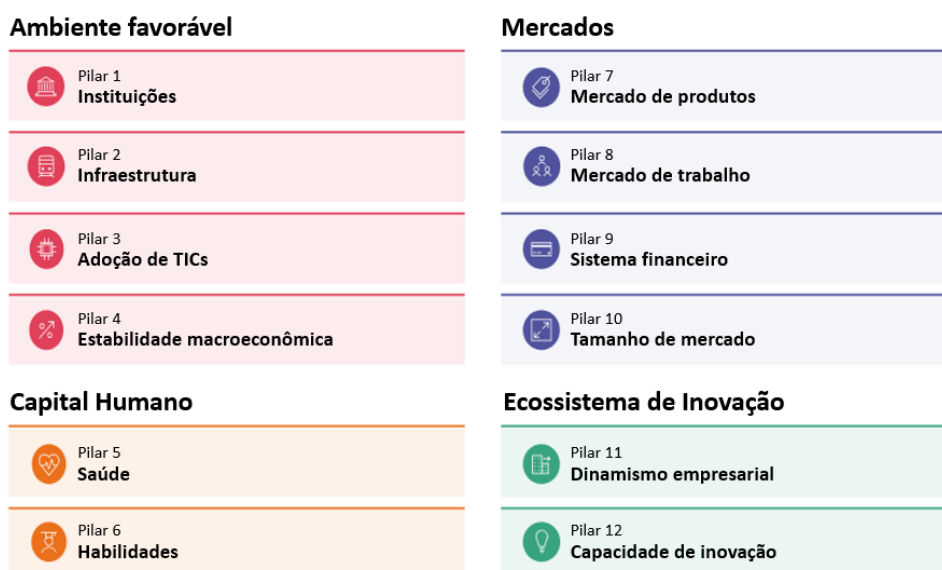 Ambiente favorável
Pilar 1
Instituições
Pilar 2
Infraestrutura
Pilar 3
Adoção de TICs
Pilar 4
Estabilidade macroeconômica
Mercados
Pilar 7
Mercado de produtos
Pilar 8
Mercado de trabalho
Pilar 9
Sistema financeiro
Pilar 10
Tamanho de mercado
Capital Humano
Pilar 5
Saúde
Pilar 6
Habilidades
Ecossistema de Inovação
Pilar 11
Dinamismo empresarial
Pilar 12
Capacidade de inovação